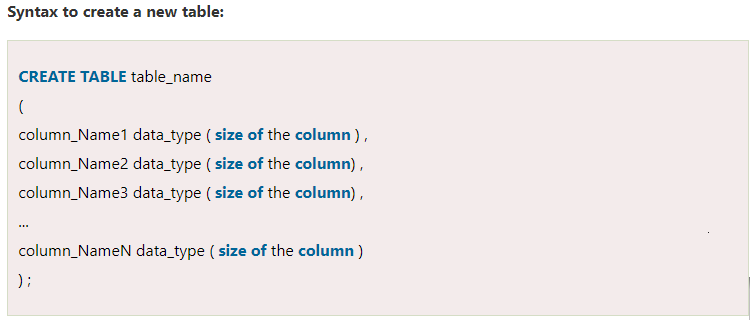 Syntax to create a new table:
CREATE TABLE table_name
(
column_Name1 data_type ( size of the column ) ,
column_Name2 data_type ( size of the column) ,
column_Name3 data_type ( size of the column) ,
...
column_NameN data_type ( size of the column )
) ;